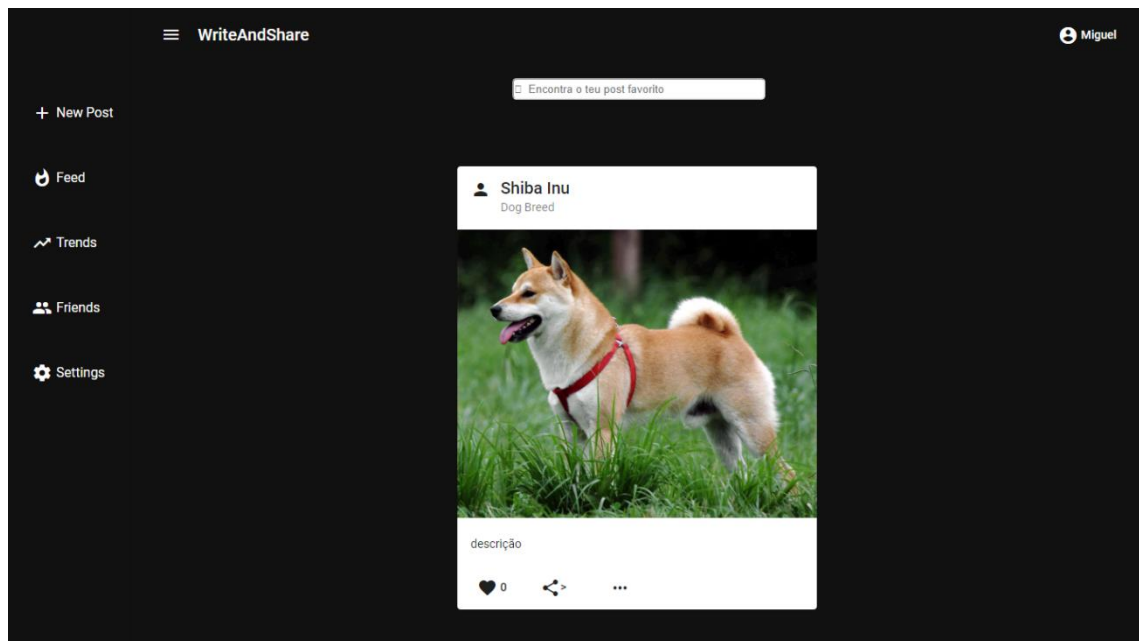 WriteAndShare
Miguel
Encontra o teu post favorito
New Post
Feed
Trends
Friends
Settings
Shiba Inu
Dog Breed
descrição
0
>
...